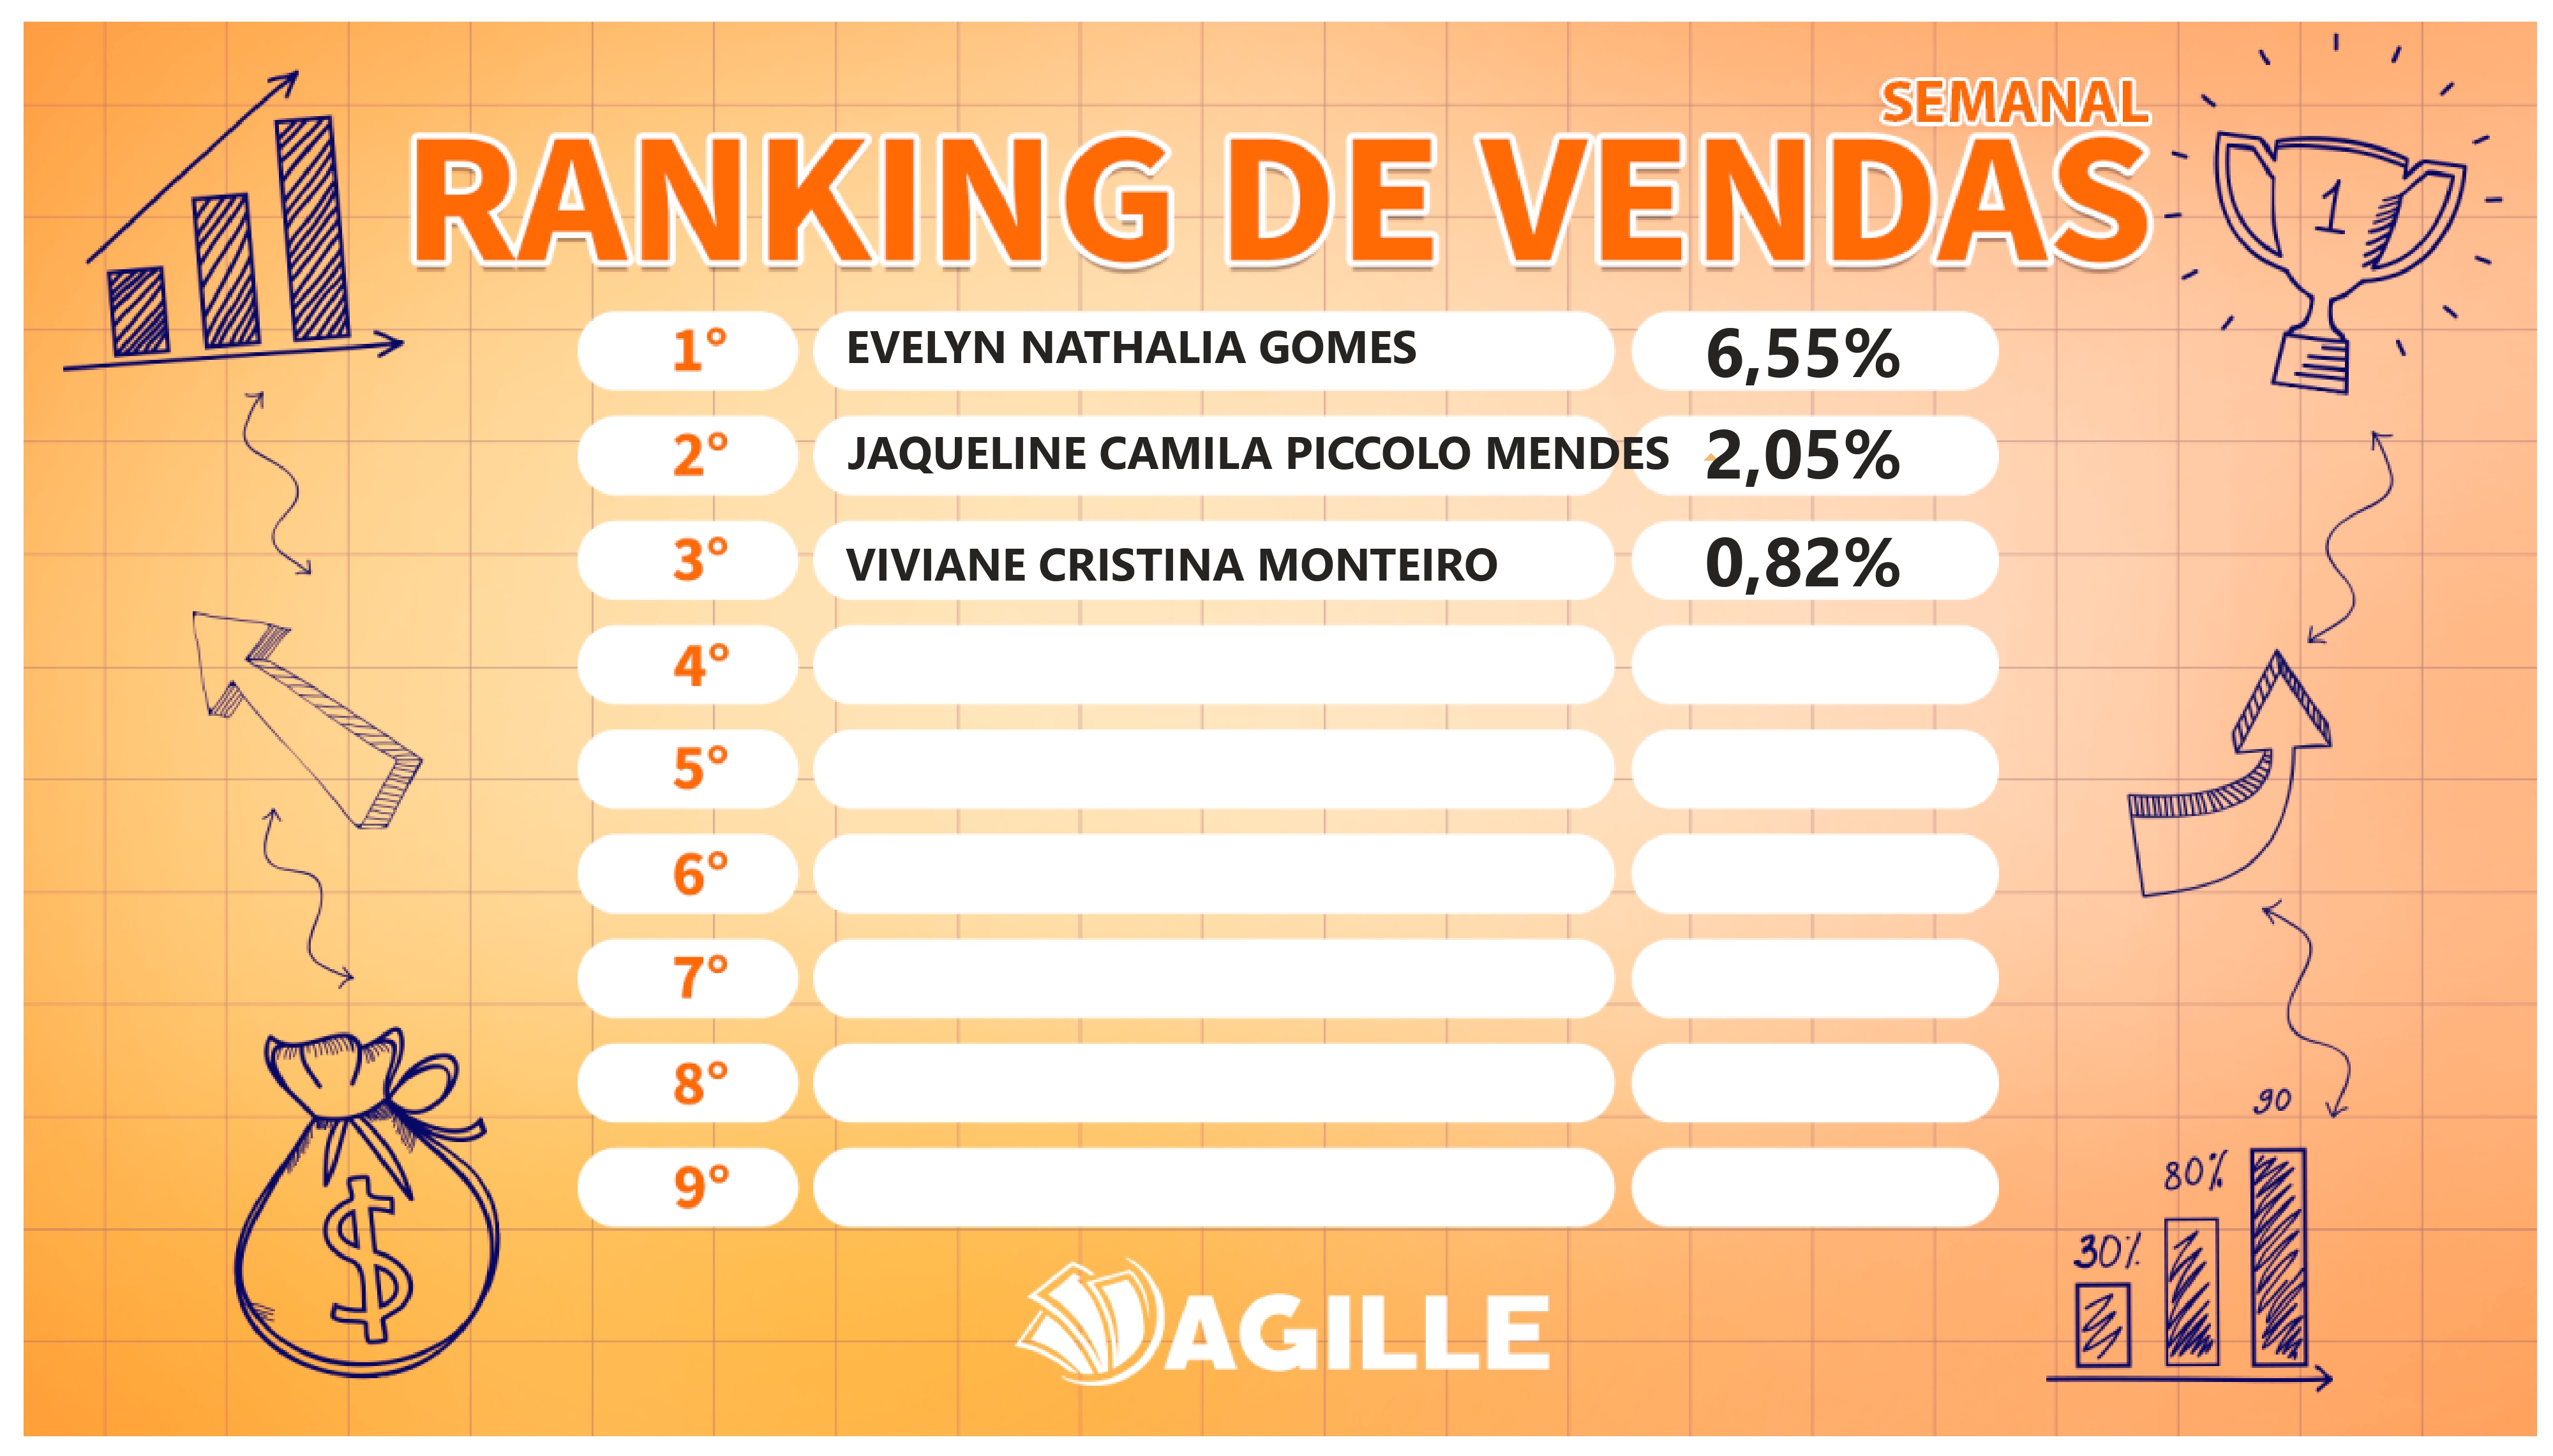 SEMANAL
RANKING DE VENDAS
1
1° EVELYN NATHALIA GOMES 6,55%
2° JAQUELINE CAMILA PICCOLO MENDES 2,05%
3° VIVIANE CRISTINA MONTEIRO 0,82%
4°
5°
6°
7°
8°
9°
$
90
80%
30%
AGILLE